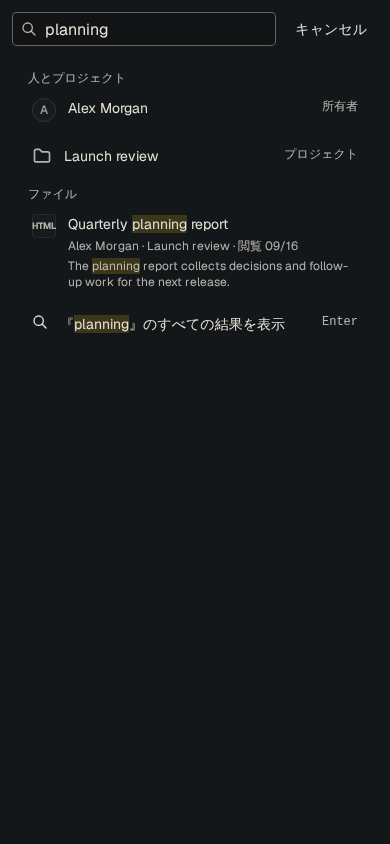 planning
キャンセル
人とプロジェクト
A
Alex Morgan
所有者
Launch review
プロジェクト
ファイル
HTML
Quarterly planning report
Alex Morgan · Launch review · 閲覧 09/16
The planning report collects decisions and follow-
up work for the next release.
『planning』のすべての結果を表示
Enter